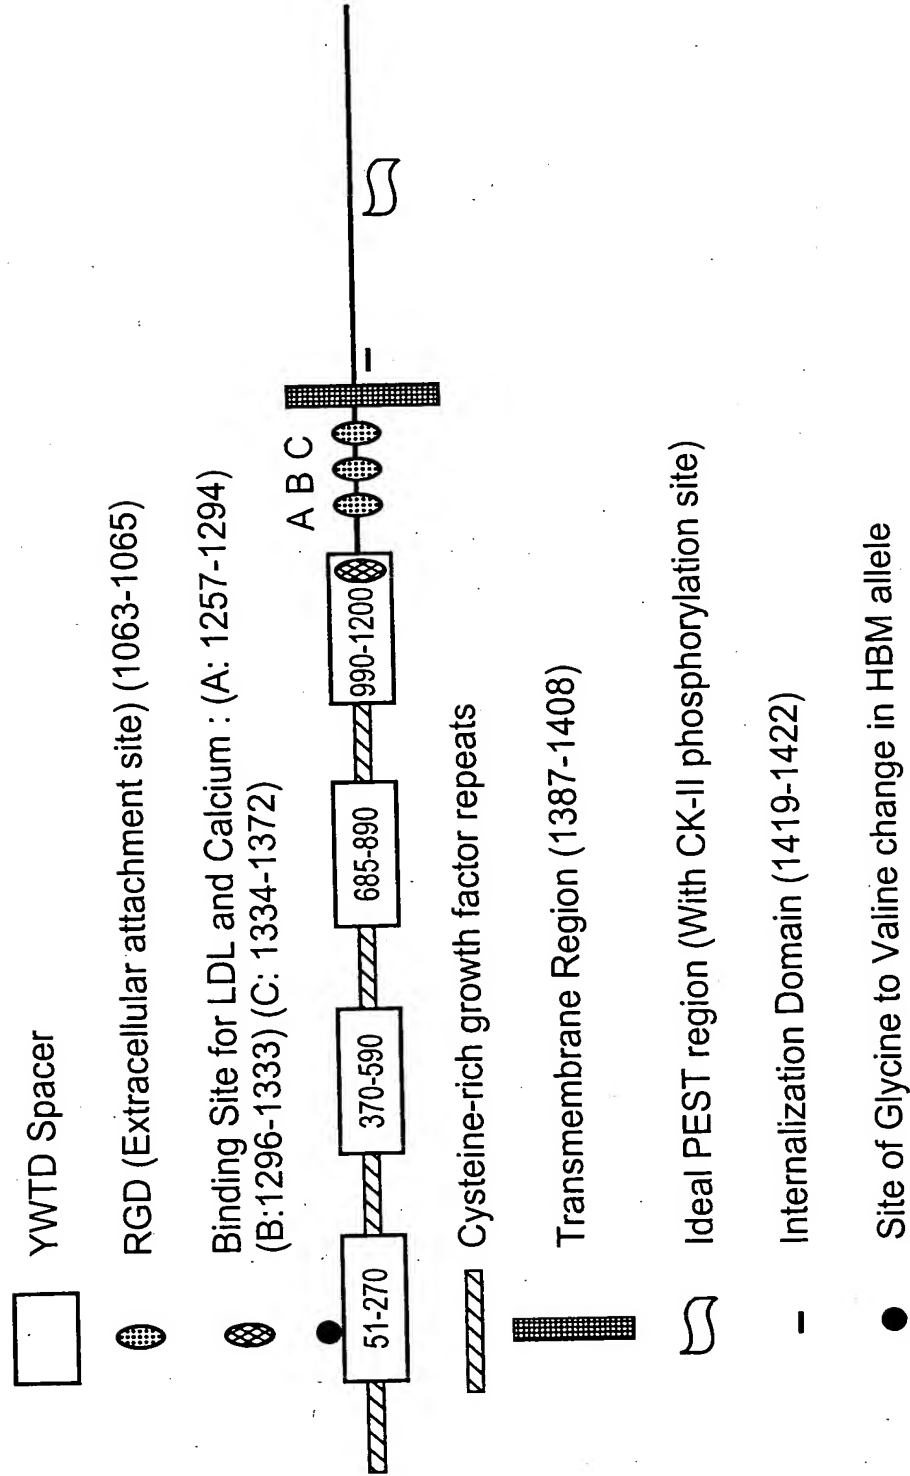 YWTD Spacer
RGD (Extracellular attachment site) (1063-1065)
Binding Site for LDL and Calcium : (A: 1257-1294)
(B:1296-1333) (C: 1334-1372)
51-270
370-590
685-890
990-1200
A B C
Cysteine-rich growth factor repeats
Transmembrane Region (1387-1408)
Ideal PEST region (With CK-II phosphorylation site)
Internalization Domain (1419-1422)
Site of Glycine to Valine change in HBM allele